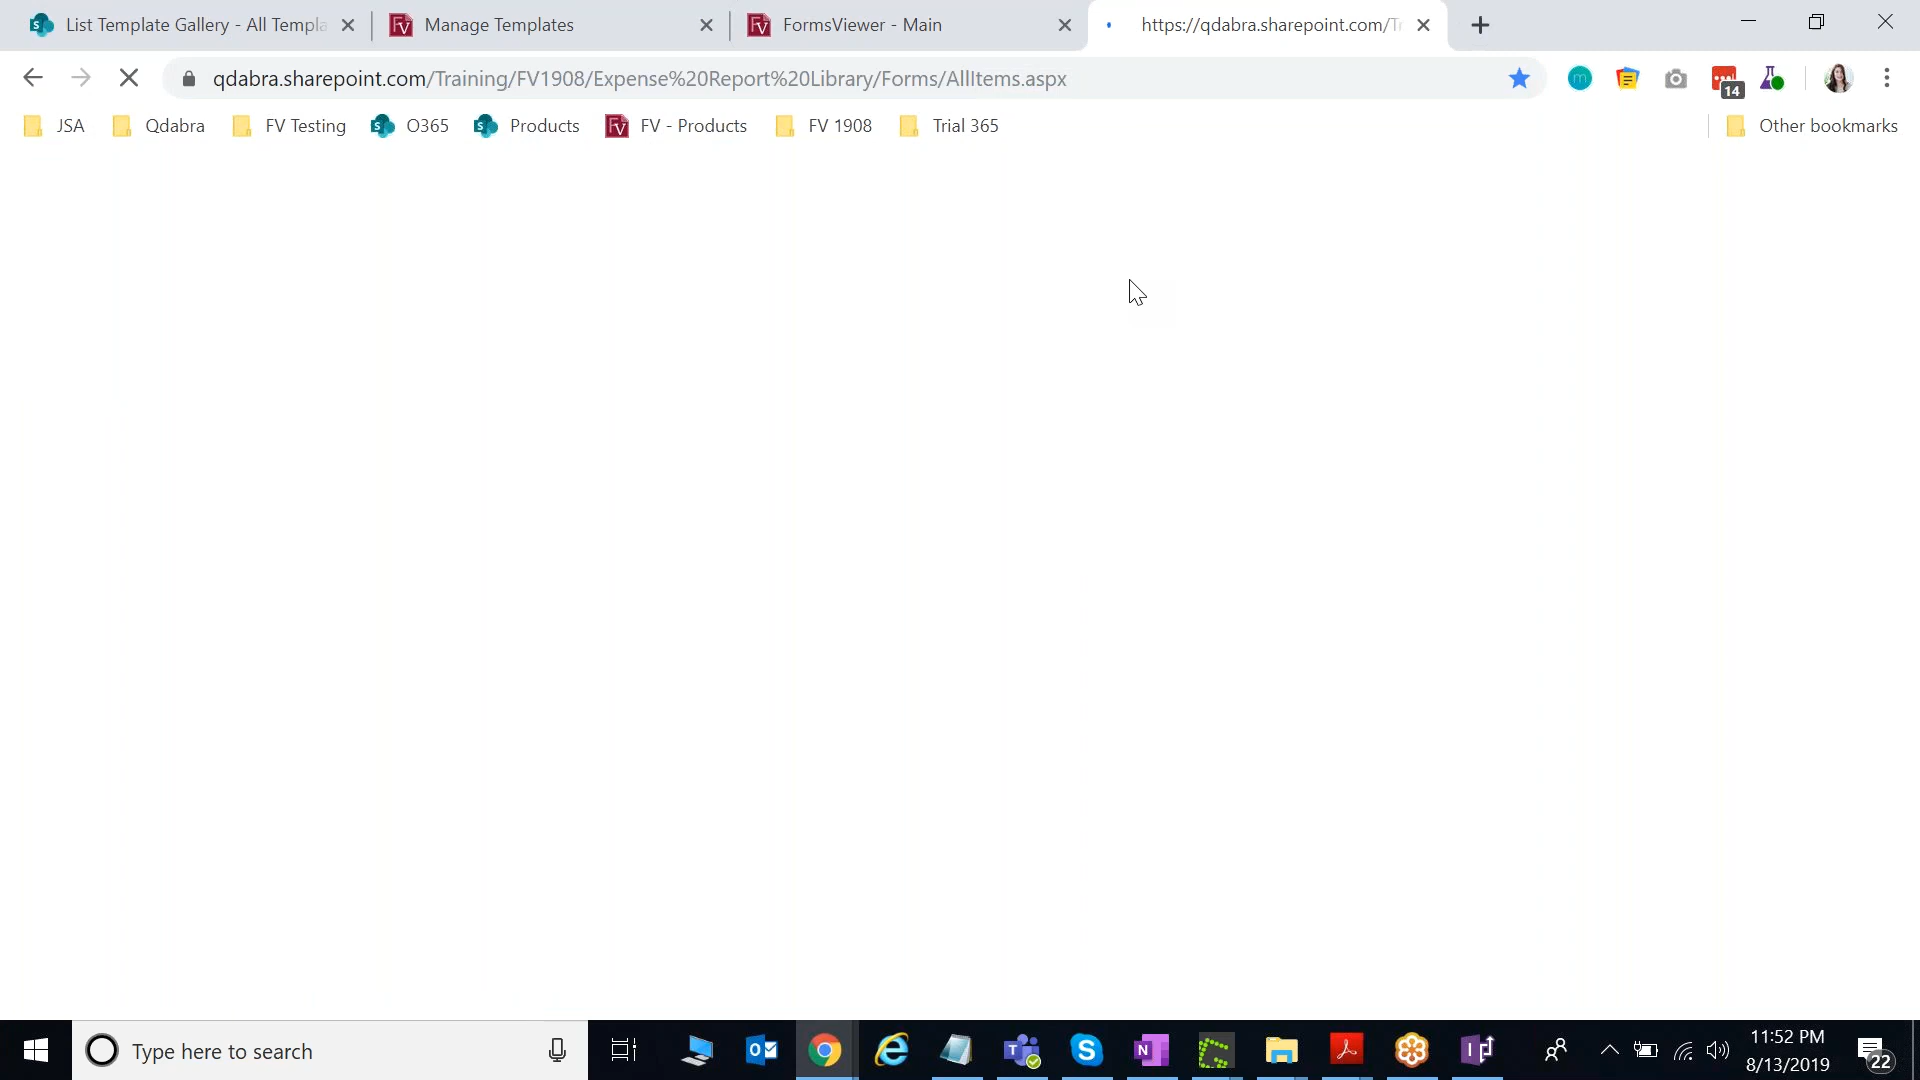 List Template Gallery - All Templa
Manage Templates
FormsViewer - Main
https://qdabra.sharepoint.com/Tr
qdabra.sharepoint.com/Training/FV1908/Expense%20Report%20Library/Forms/AllItems.aspx
14
JSA
Qdabra
FV Testing
O365
Products
FV - Products
FV 1908
Trial 365
Other bookmarks
Type here to search
11:52 PM
8/13/2019
22